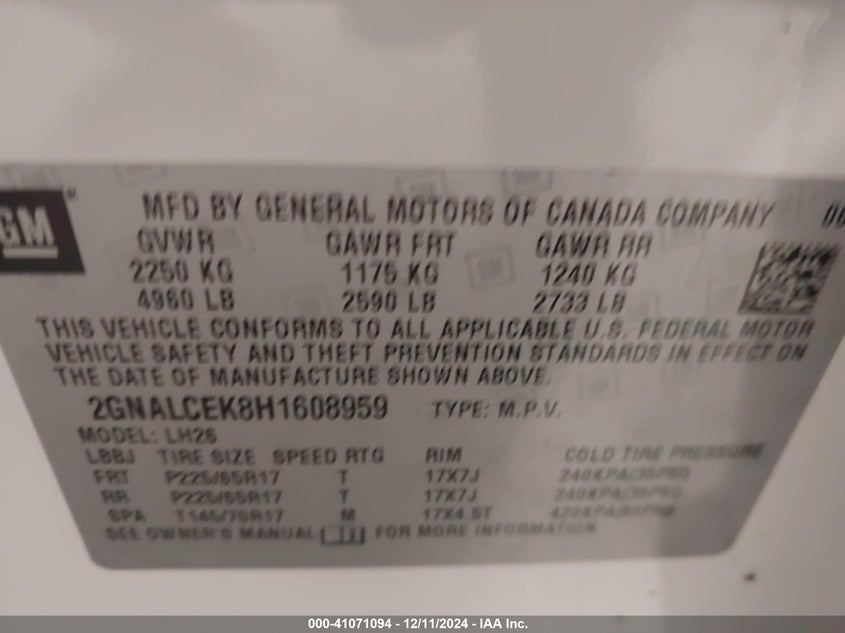 GM
MFD BY GENERAL MOTORS OF CANADA COMPANY
GVWR GAWR FRT GAWR RR
2250 KG 1175 KG 1240 KG
4960 LB 2590 LB 2733 LB
THIS VEHICLE CONFORMS TO ALL APPLICABLE U.S. FEDERAL MOTOR
VEHICLE SAFETY AND THEFT PREVENTION STANDARDS IN EFFECT ON
THE DATE OF MANUFACTURE SHOWN ABOVE.
2GNALCEK8H1608959 TYPE: M.P.V.
MODEL: LH26
LBBJ TIRE SIZE SPEED RTG RIM COLD TIRE PRESSURE
FRT P225/65R17 T 17X7J 240KPA/35PSI
RR P225/65R17 T 17X7J 240KPA/35PSI
SPA T145/70R17 M 17X4.5T 420KPA/60PSI
SEE OWNER'S MANUAL FOR MORE INFORMATION
000-41071094 - 12/11/2024 - IAA, Inc.